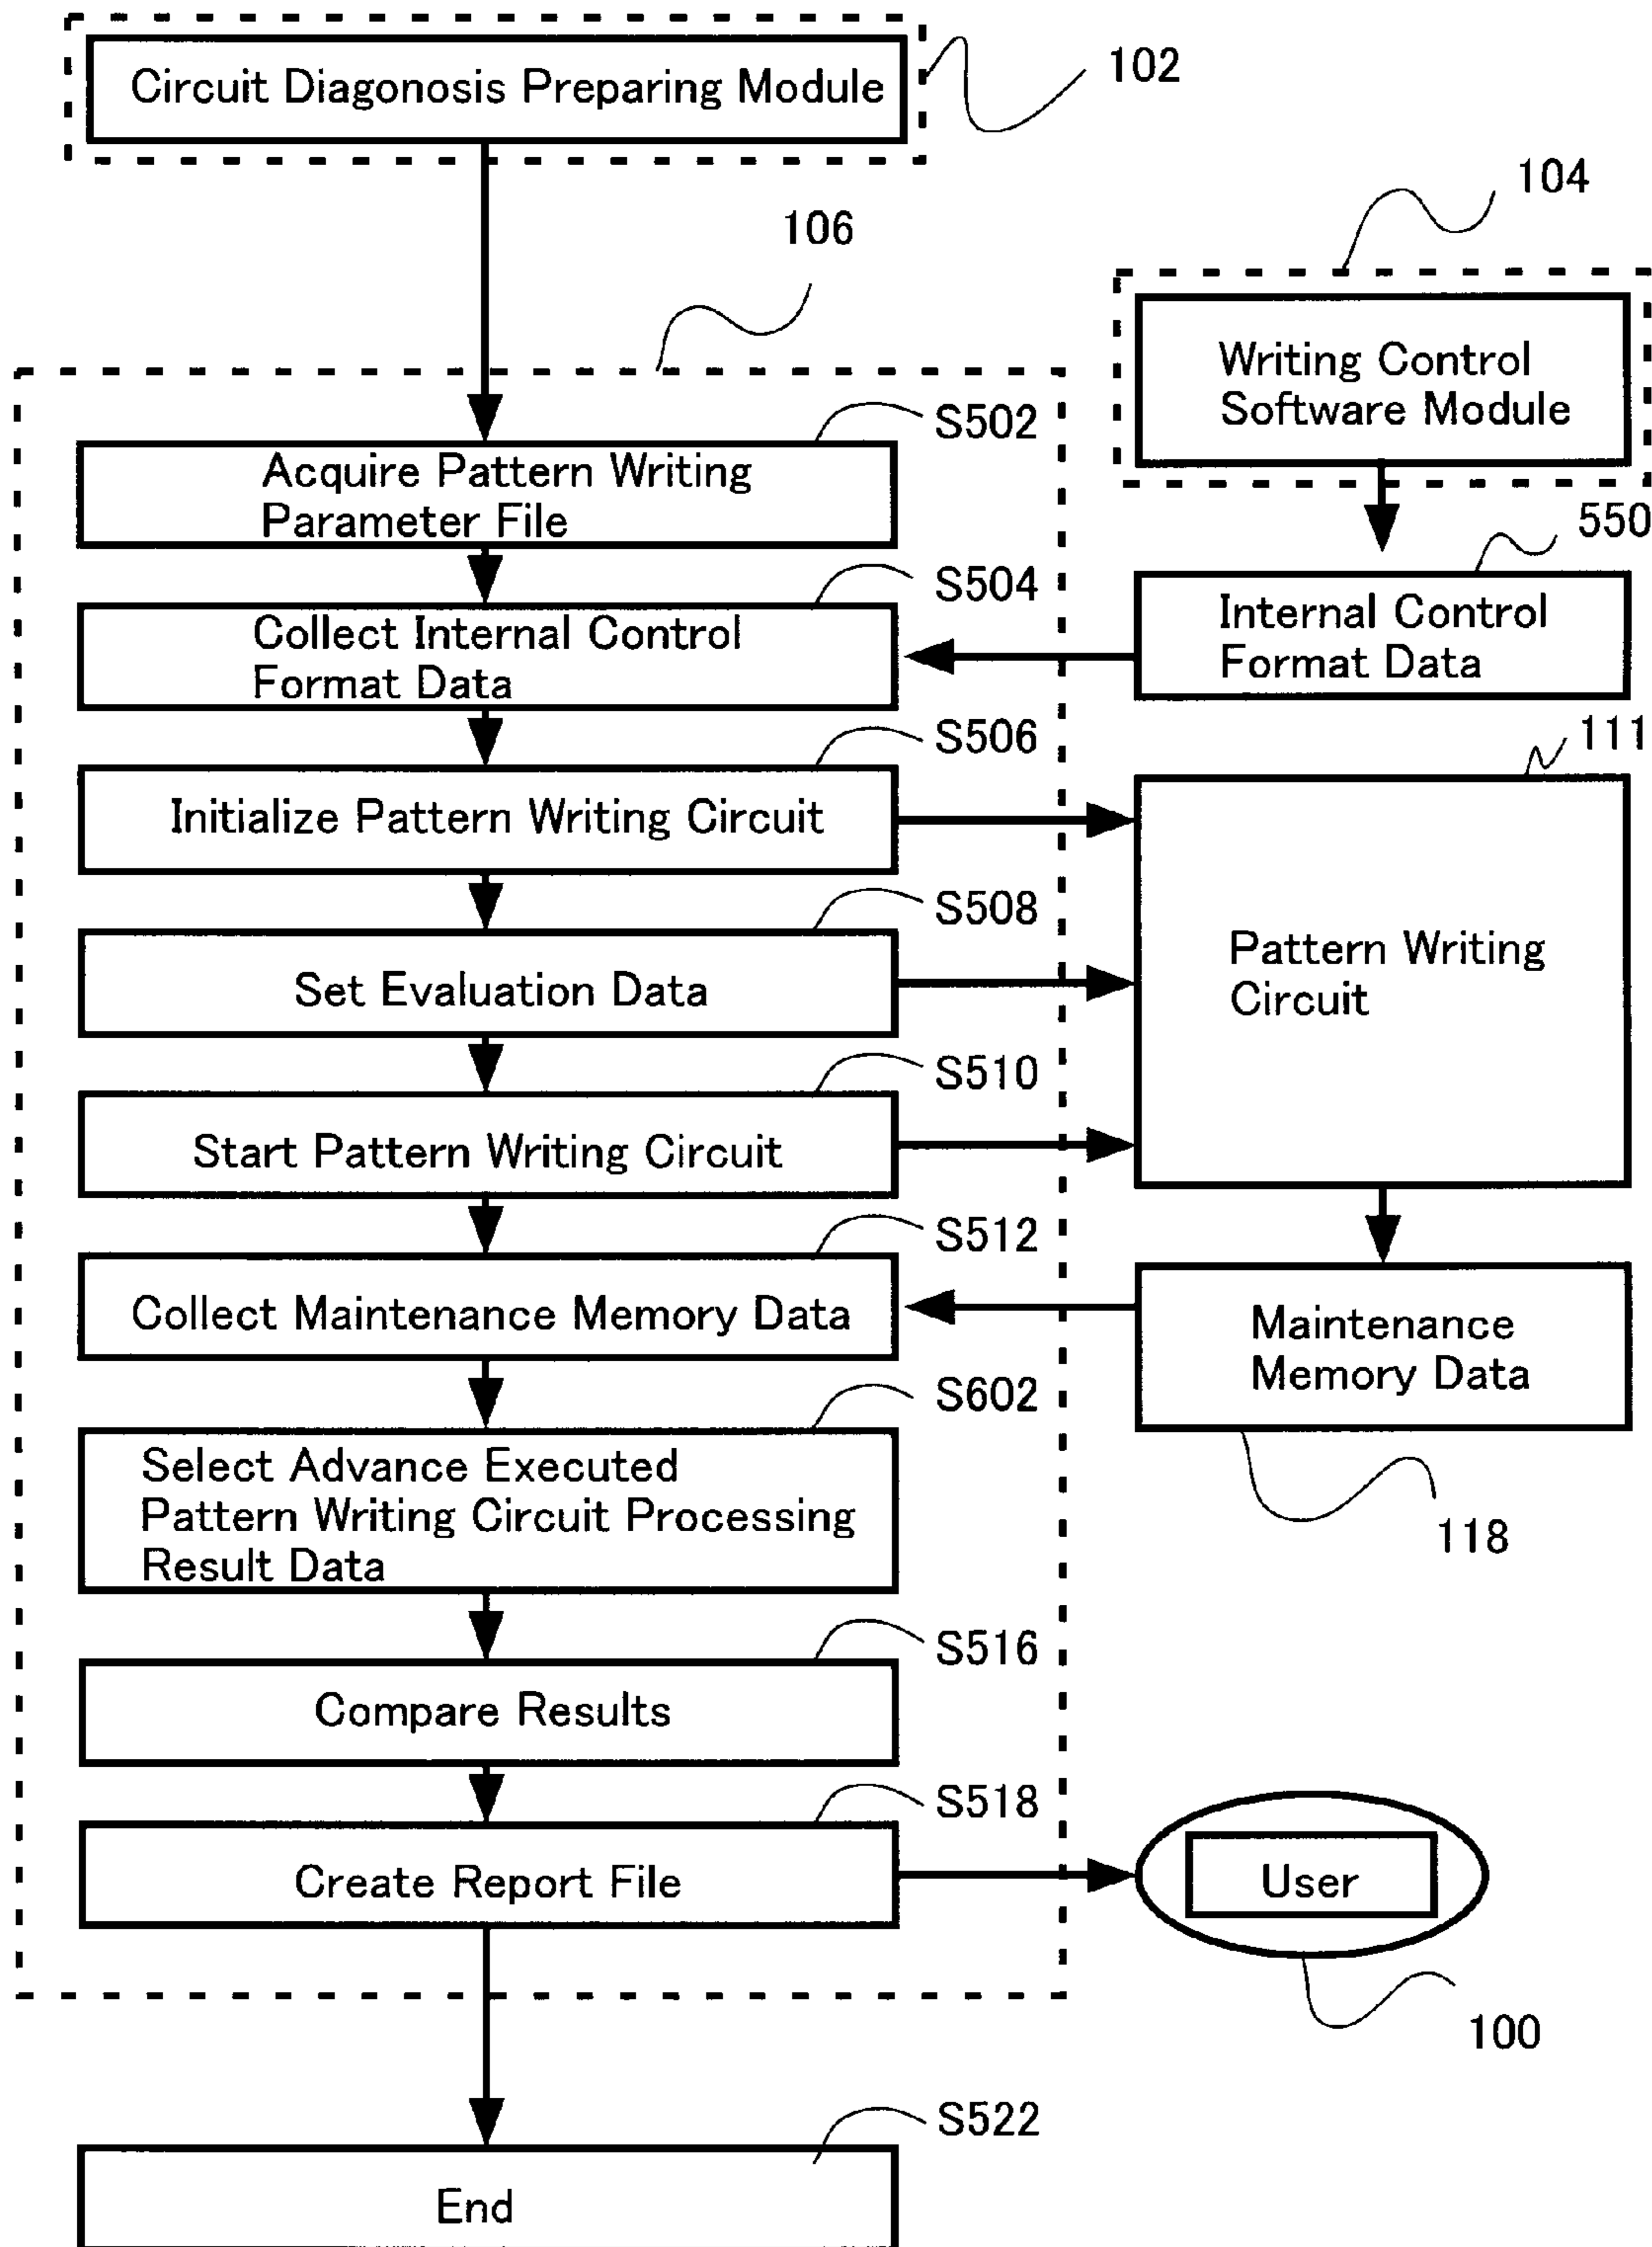 Circuit Diagonosis Preparing Module
102
104
106
Writing Control
Software Module
S502
Acquire Pattern Writing
Parameter File
550
S504
Collect Internal Control
Format Data
Internal Control
Format Data
S506
Initialize Pattern Writing Circuit
111
S508
Set Evaluation Data
Pattern Writing
Circuit
S510
Start Pattern Writing Circuit
S512
Collect Maintenance Memory Data
Maintenance
Memory Data
118
S602
Select Advance Executed
Pattern Writing Circuit Processing
Result Data
S516
Compare Results
S518
Create Report File
User
100
S522
End